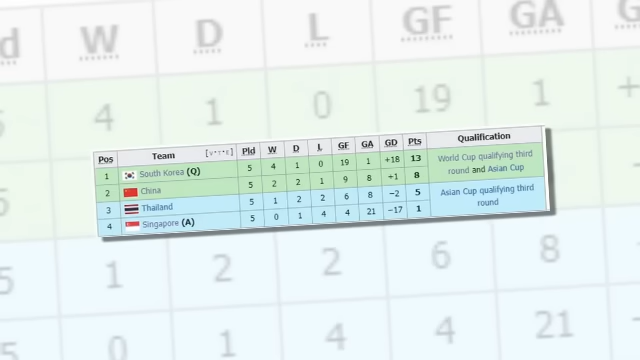 d W D L GF GA G
5 4 1 0 19 1 +
Pos Team [v·t·e] Pld W D L GF GA GD Pts Qualification
1 South Korea (Q) 5 4 1 0 19 1 +18 13 World Cup qualifying third round and Asian Cup
2 China 5 2 2 1 9 8 +1 8
3 Thailand 5 1 2 2 6 8 −2 5 Asian Cup qualifying third round
4 Singapore (A) 5 0 1 4 4 21 −17 1
5 1 2 2 6 8
5 0 1 4 4 21